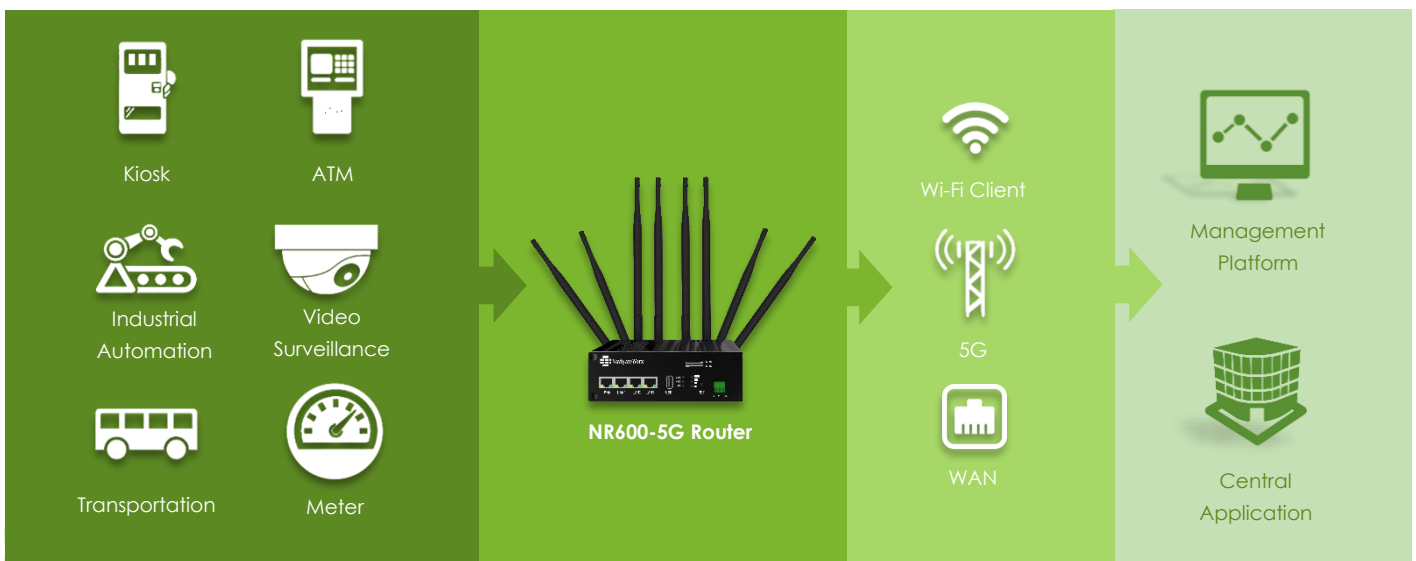 Kiosk
ATM
Industrial
Automation
Video
Surveillance
Transportation
Meter
NavigateWorx
NR600-5G Router
Wi-Fi Client
5G
WAN
Management
Platform
Central
Application